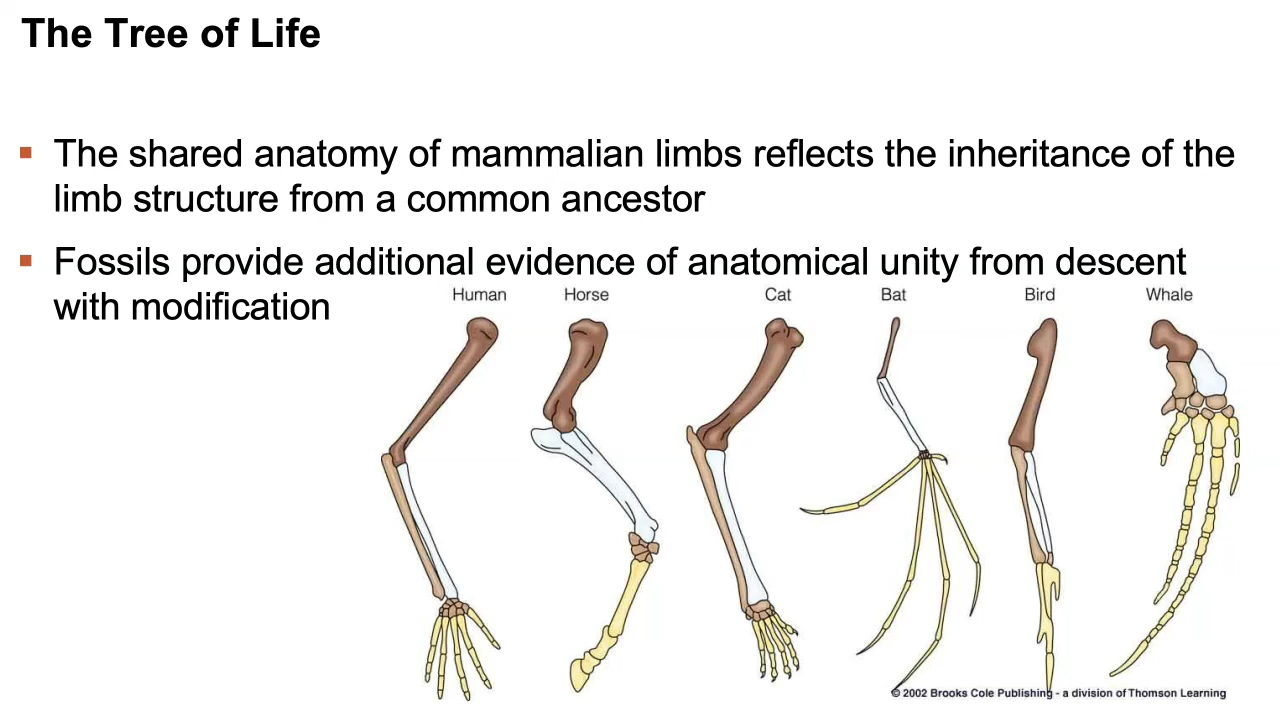 The Tree of Life
▪ The shared anatomy of mammalian limbs reflects the inheritance of the
limb structure from a common ancestor
▪ Fossils provide additional evidence of anatomical unity from descent
with modification
Human Horse Cat Bat Bird Whale
© 2002 Brooks Cole Publishing - a division of Thomson Learning